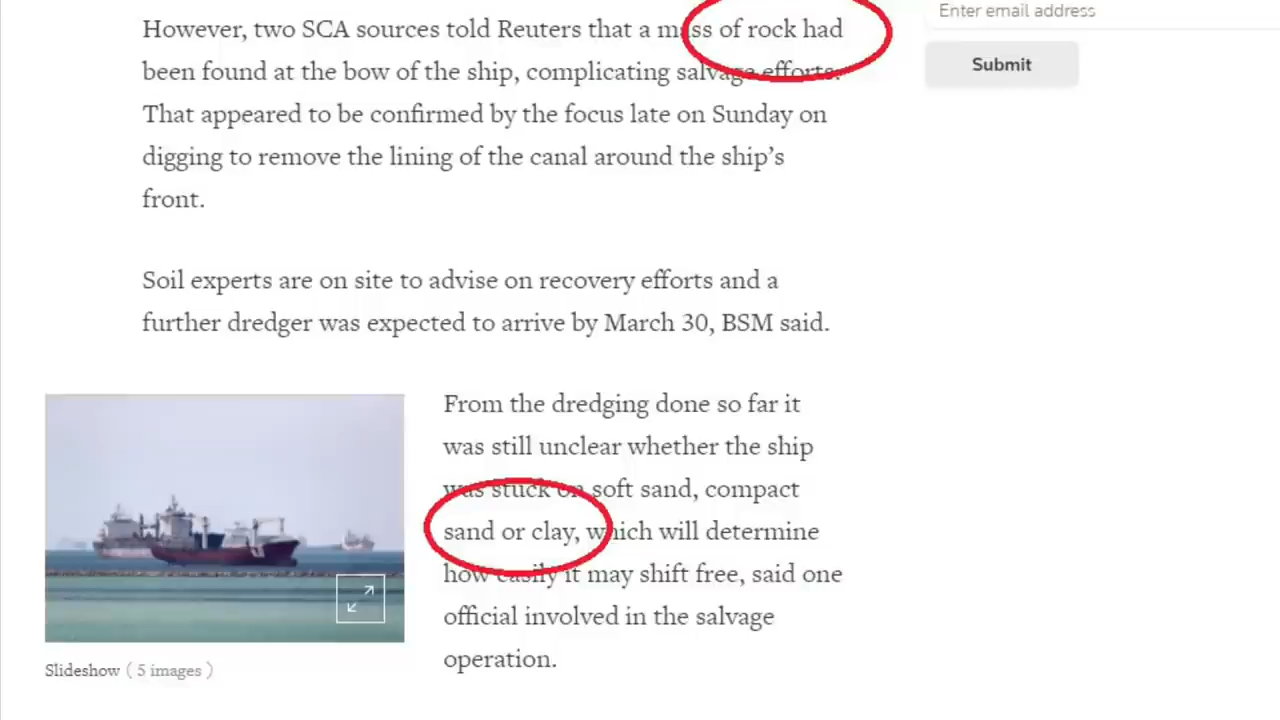 However, two SCA sources told Reuters that a mass of rock had
been found at the bow of the ship, complicating salvage efforts.
That appeared to be confirmed by the focus late on Sunday on
digging to remove the lining of the canal around the ship’s
front.
Soil experts are on site to advise on recovery efforts and a
further dredger was expected to arrive by March 30, BSM said.
From the dredging done so far it
was still unclear whether the ship
was stuck on soft sand, compact
sand or clay, which will determine
how easily it may shift free, said one
official involved in the salvage
operation.
Slideshow ( 5 images )
Enter email address
Submit